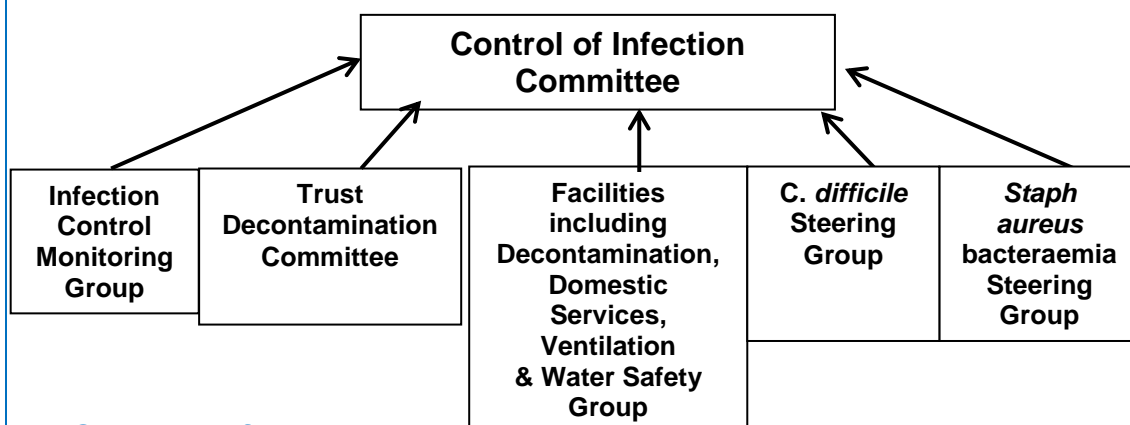 Control of Infection
Committee
Infection
Control
Monitoring
Group
Trust
Decontamination
Committee
Facilities
including
Decontamination,
Domestic
Services,
Ventilation
& Water Safety
Group
C. difficile
Steering
Group
Staph
aureus
bacteraemia
Steering
Group